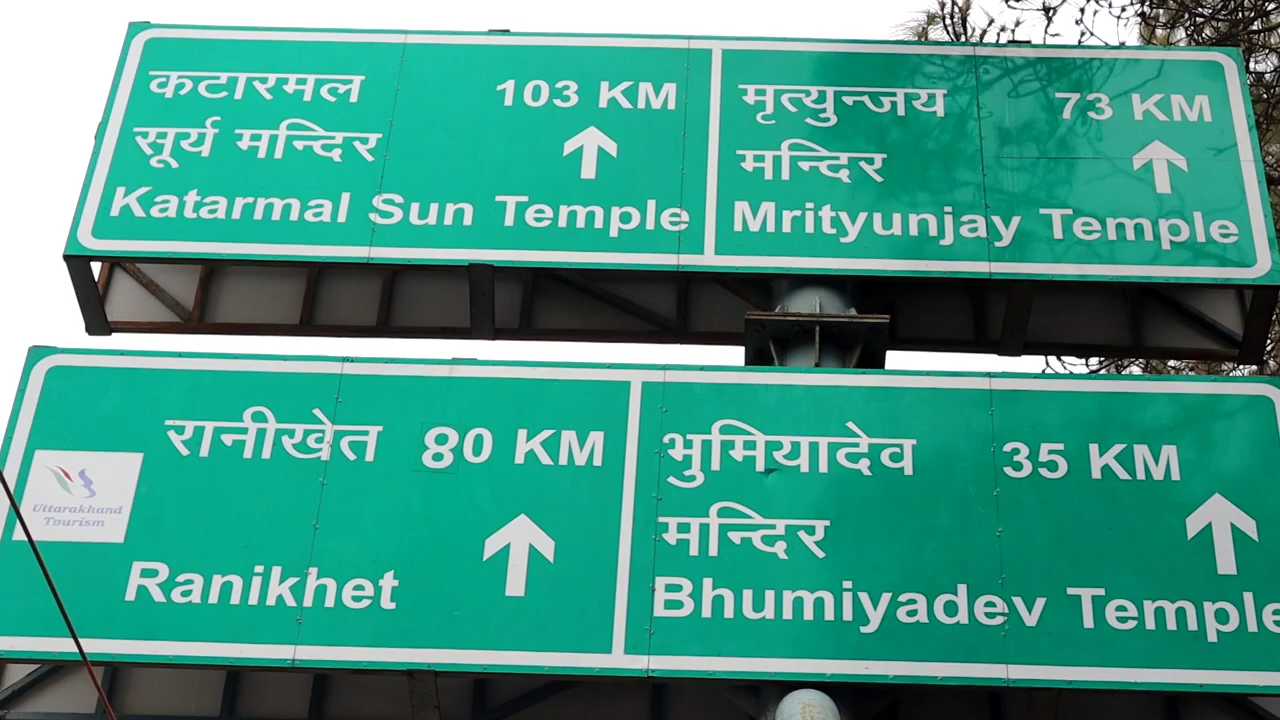 कटारमल
सूर्य मन्दिर
103 KM
Katarmal Sun Temple
मृत्युन्जय
मन्दिर
73 KM
Mrityunjay Temple
रानीखेत
80 KM
Uttarakhand
Tourism
Ranikhet
भुमियादेव
मन्दिर
35 KM
Bhumiyadev Temple